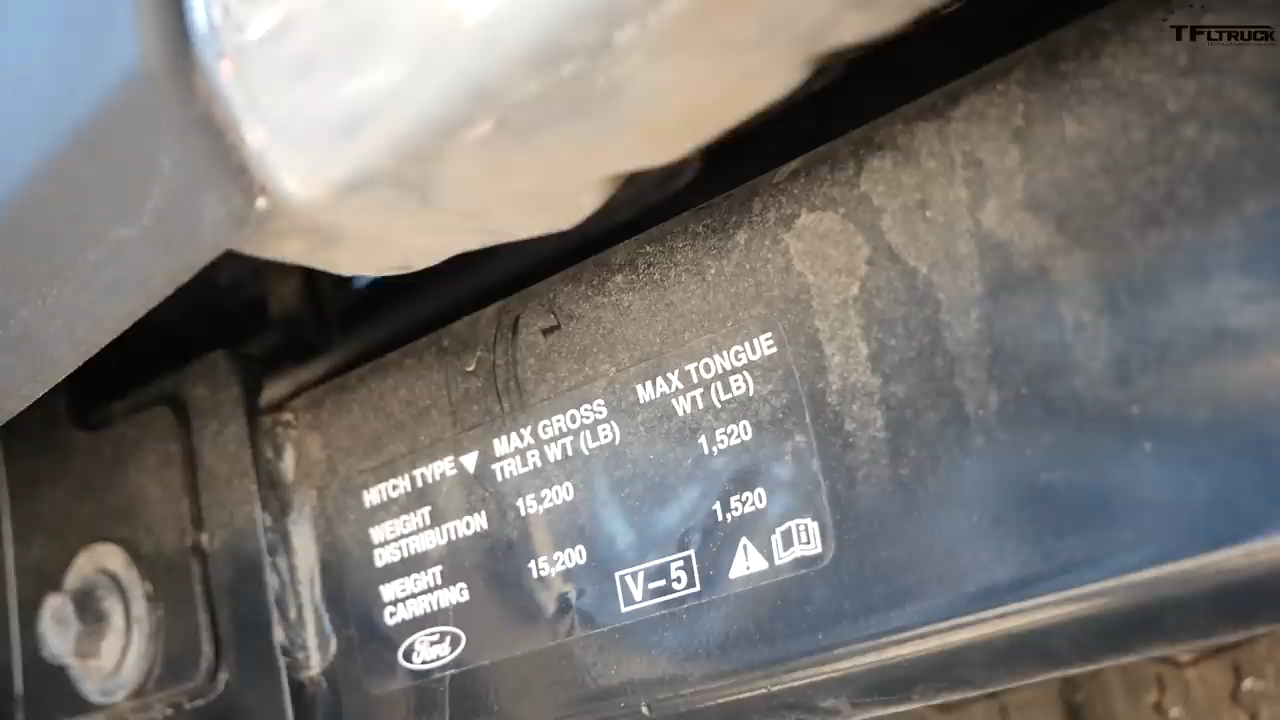 TFLTRUCK
HITCH TYPE▼ MAX GROSS TRLR WT (LB) MAX TONGUE WT (LB)
WEIGHT DISTRIBUTION 15,200 1,520
WEIGHT CARRYING 15,200 1,520
Ford V-5